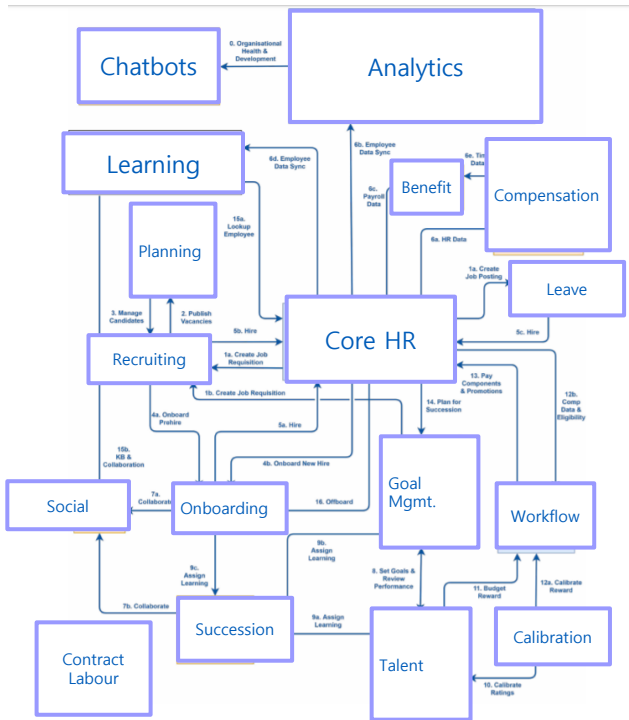 0. Organisational
Health &
Development
Chatbots
Analytics
6b. Employee
Data Sync
6d. Employee
Data Sync
6e.
Data
Learning
Benefit
6c.
Payroll
Data
Compensation
15a.
Lookup
Employee
Planning
6a. HR Data
1a. Create
Job Posting
Leave
3. Manage
Candidates
2. Publish
Vacancies
5b. Hire
Core HR
5c. Hire
Recruiting
1a. Create Job
Requisition
1b. Create Job Requisition
13. Pay
Components
& Promotions
12b.
Comp
Data &
Eligibility
14. Plan for
Succession
4a. Onboard
Prehire
5a. Hire
15b.
KB &
Collaboration
4b. Onboard New Hire
7a.
Collaborate
Social
Onboarding
16. Offboard
Goal
Mgmt.
Workflow
9b.
Assign
Learning
9c.
Assign
Learning
8. Set Goals &
Review
Performance
11. Budget
Reward
12a. Calibrate
Reward
7b. Collaborate
Succession
9a. Assign
Learning
Calibration
Contract
Labour
Talent
10. Calibrate
Ratings